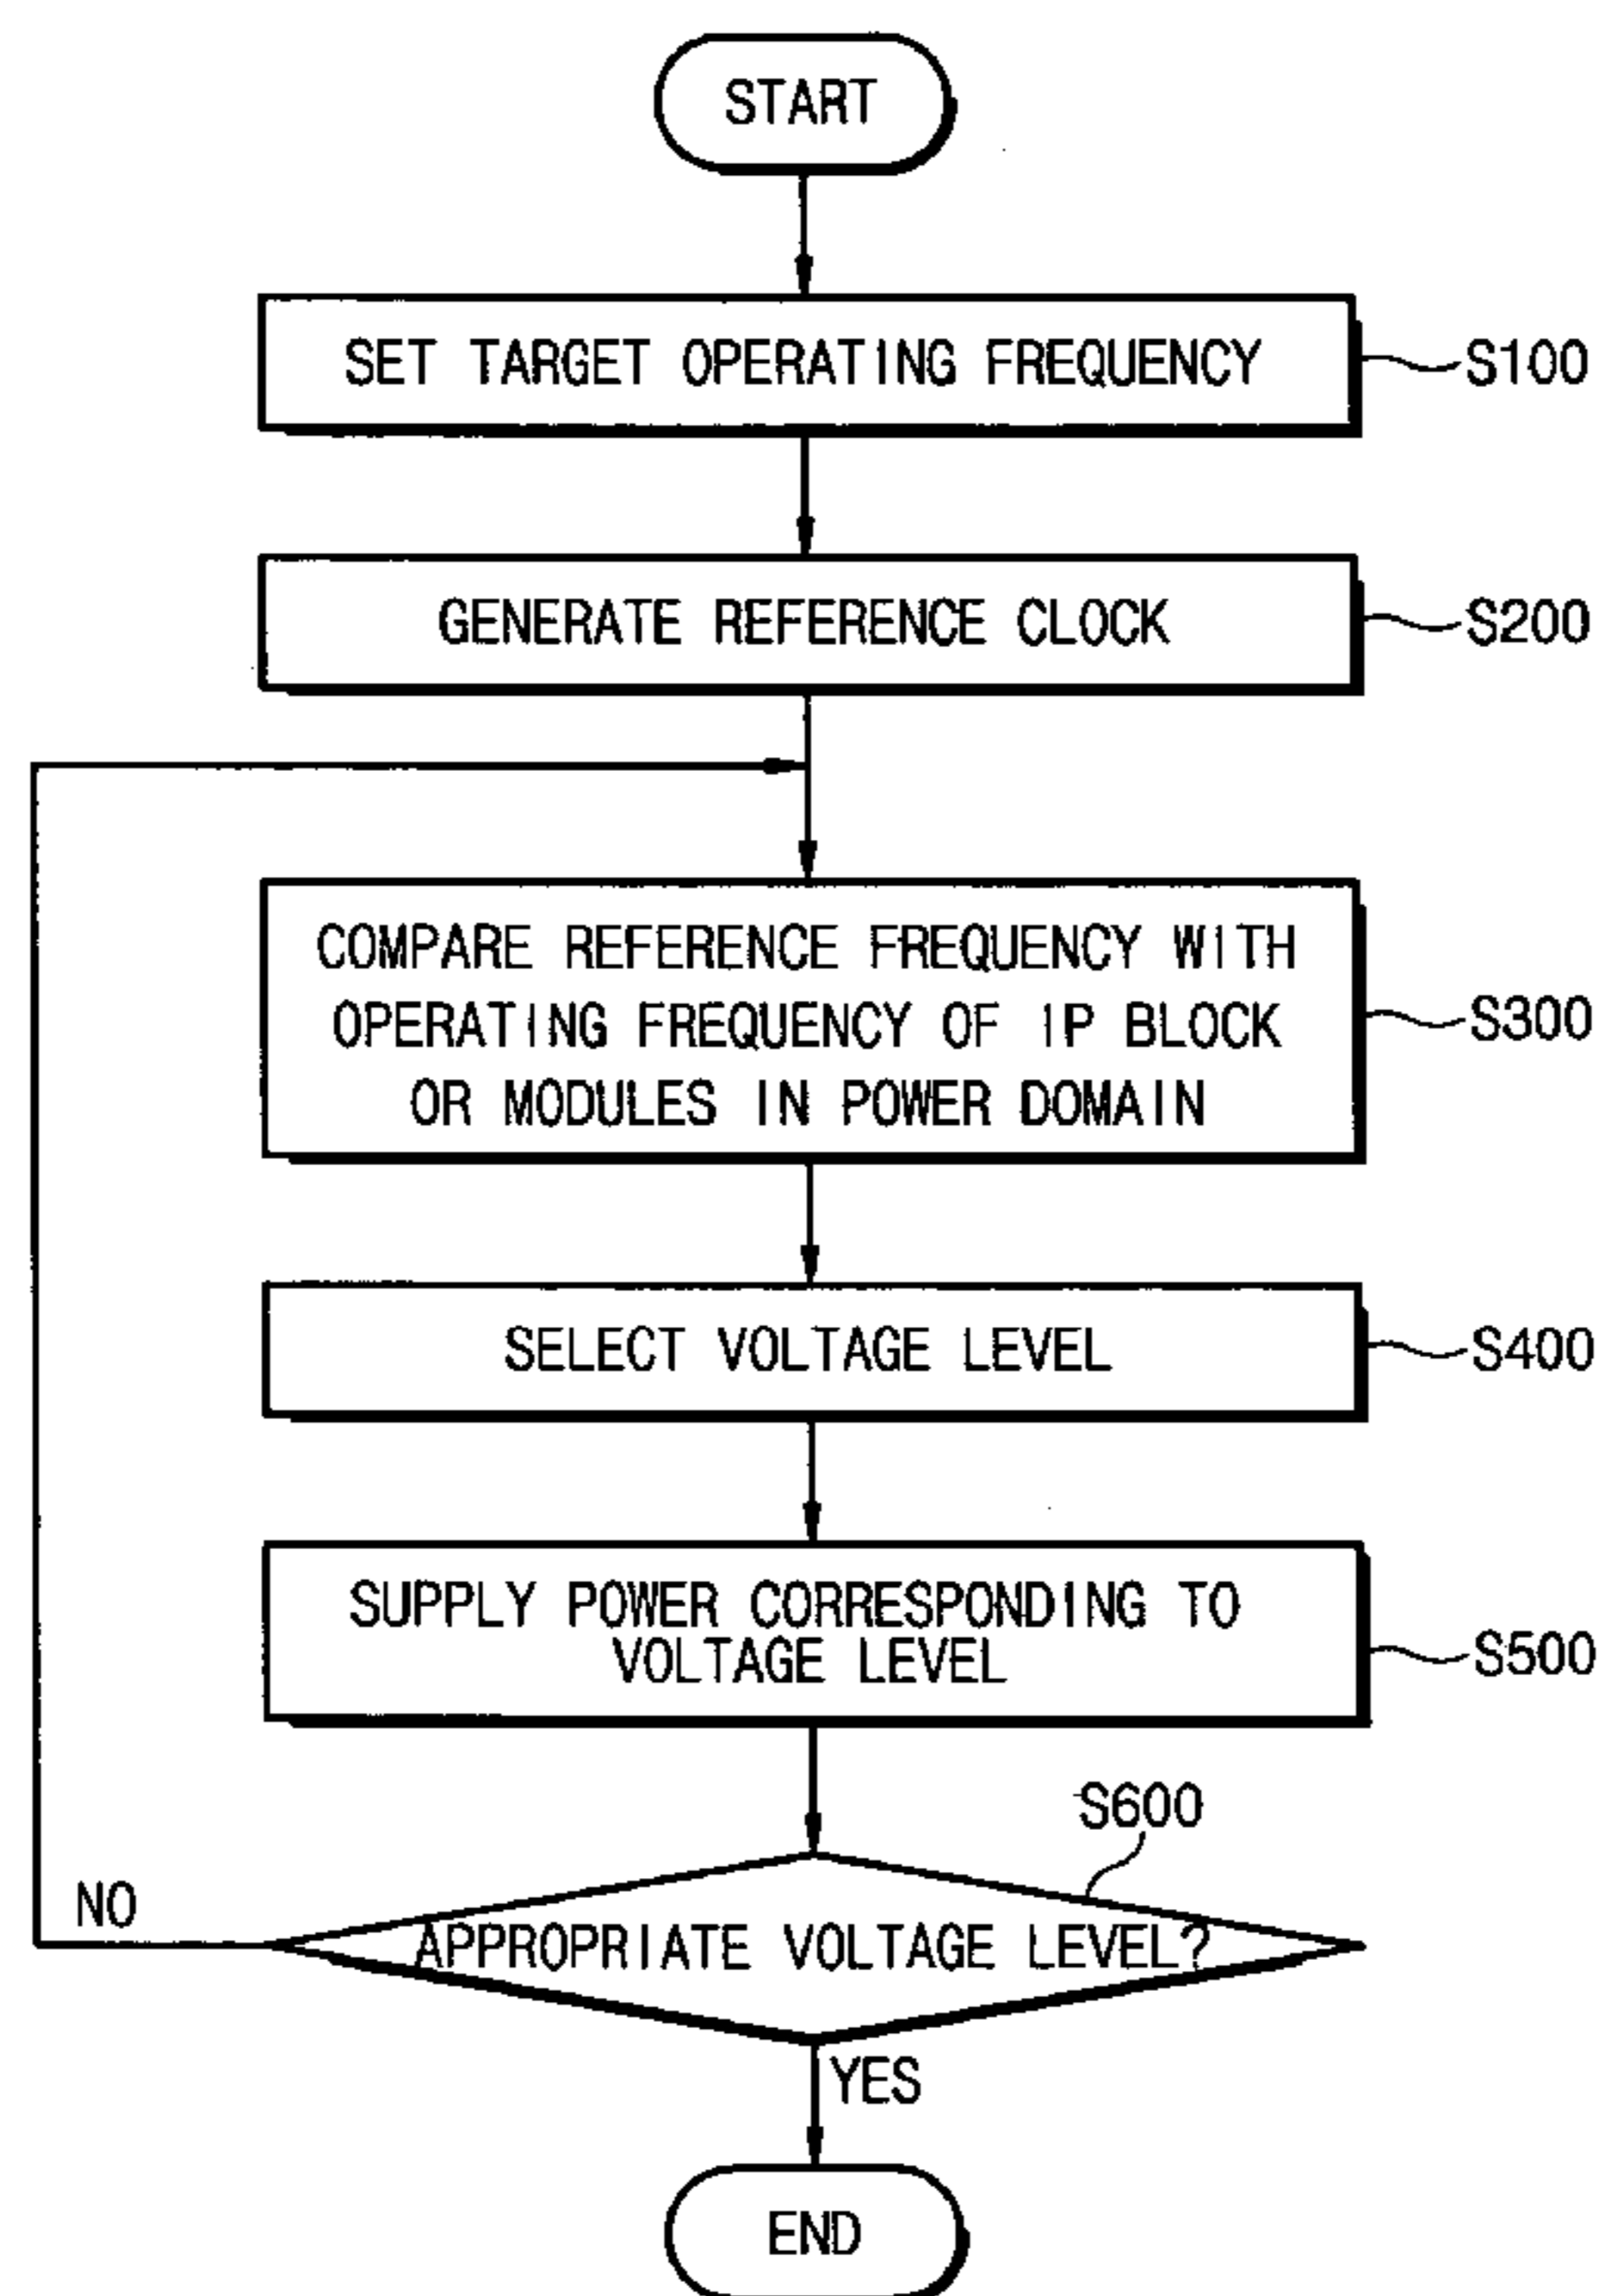 START
SET TARGET OPERATING FREQUENCY
S100
GENERATE REFERENCE CLOCK
S200
COMPARE REFERENCE FREQUENCY WITH
OPERATING FREQUENCY OF IP BLOCK
OR MODULES IN POWER DOMAIN
S300
SELECT VOLTAGE LEVEL
S400
SUPPLY POWER CORRESPONDING TO
VOLTAGE LEVEL
S500
S600
NO
APPROPRIATE VOLTAGE LEVEL?
YES
END